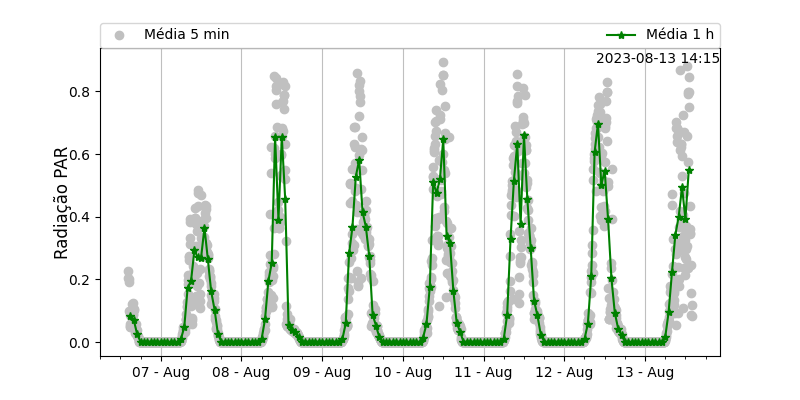 Média 5 min
Média 1 h
2023-08-13 14:15
Radiação PAR
0.8
0.6
0.4
0.2
0.0
07 - Aug
08 - Aug
09 - Aug
10 - Aug
11 - Aug
12 - Aug
13 - Aug